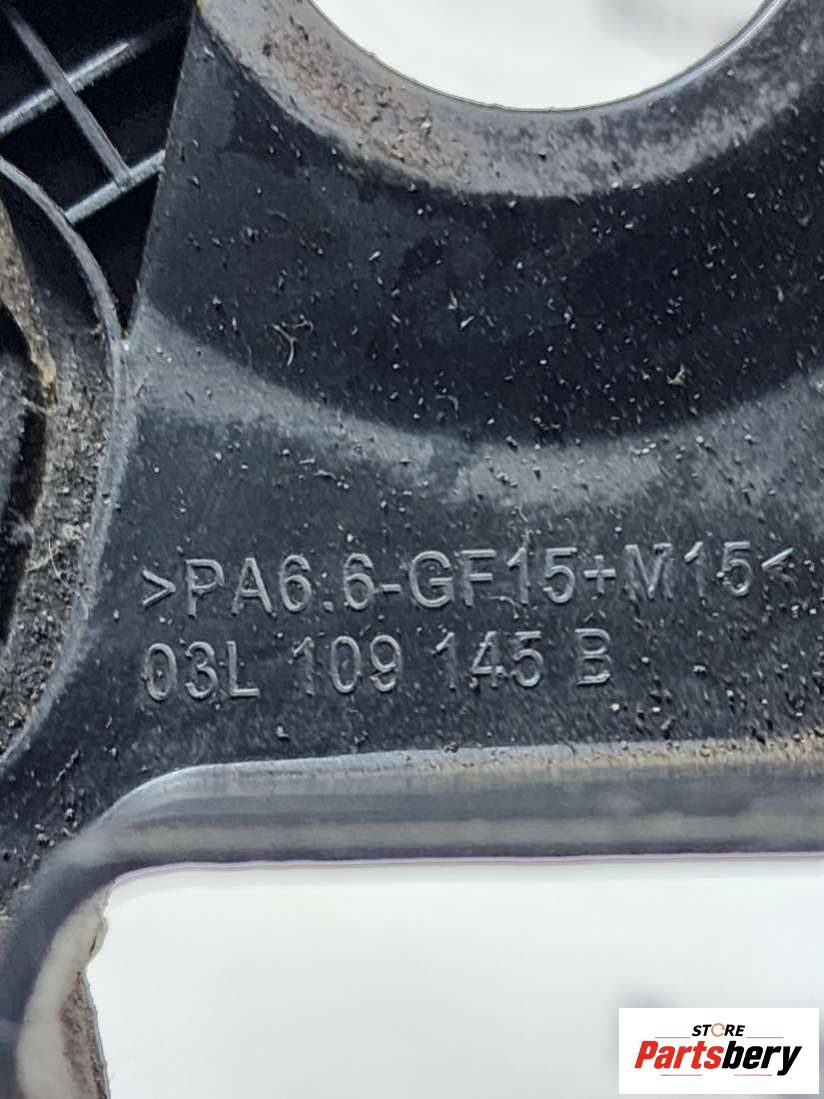 >PA6.6-GF15+M15<
03L 109 145 B
STORE
Partsbery